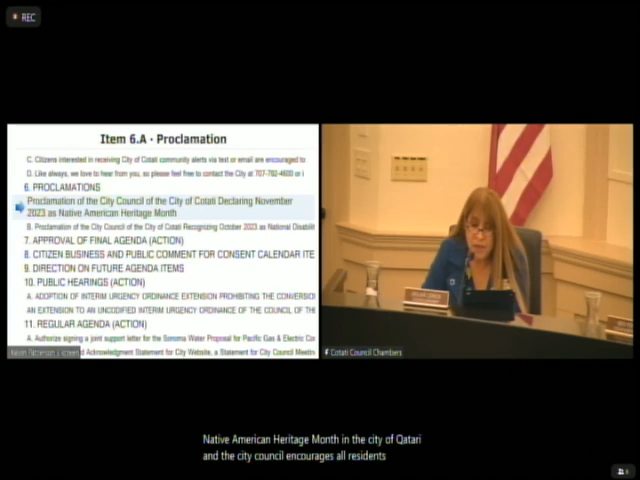 REC
Item 6.A · Proclamation
C. Citizens interested in receiving City of Cotati community alerts via text or email are encouraged to
D. Like always, we love to hear from you, so please feel free to contact the City at 707-792-4600 or i
6. PROCLAMATIONS
Proclamation of the City Council of the City of Cotati Declaring November
2023 as Native American Heritage Month
B. Proclamation of the City Council of the City of Cotati Recognizing October 2023 as National Disabilit
7. APPROVAL OF FINAL AGENDA (ACTION)
8. CITIZEN BUSINESS AND PUBLIC COMMENT FOR CONSENT CALENDAR ITE
9. DIRECTION ON FUTURE AGENDA ITEMS
10. PUBLIC HEARINGS (ACTION)
A. ADOPTION OF INTERIM URGENCY ORDINANCE EXTENSION PROHIBITING THE CONVERSIO
AN EXTENSION TO AN UNCODIFIED INTERIM URGENCY ORDINANCE OF THE COUNCIL OF TH
11. REGULAR AGENDA (ACTION)
A. Authorize signing a joint support letter for the Sonoma Water Proposal for Pacific Gas & Electric Co
d Acknowledgment Statement for City Website, a Statement for City Council Meetin
Cotati Council Chambers
Native American Heritage Month in the city of Qatari
and the city council encourages all residents